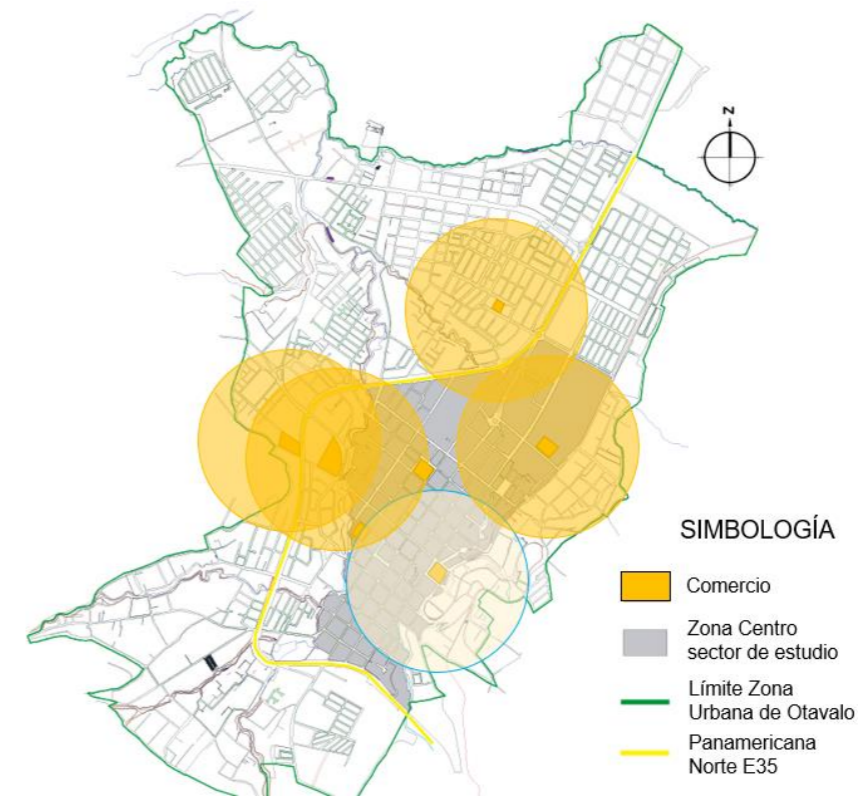 N
SIMBOLOGÍA
Comercio
Zona Centro
sector de estudio
Límite Zona
Urbana de Otavalo
Panamericana
Norte E35